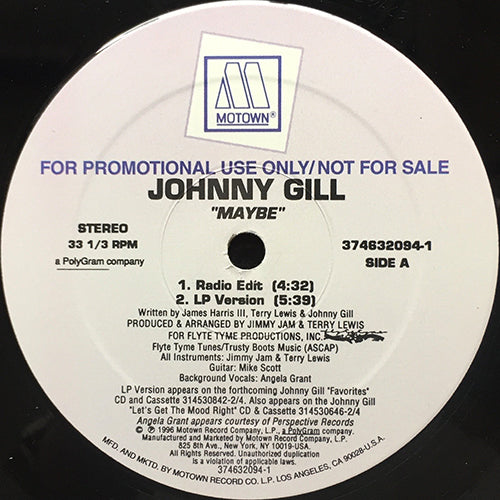 MOTOWN®
FOR PROMOTIONAL USE ONLY/NOT FOR SALE
JOHNNY GILL
"MAYBE"
STEREO
33 1/3 RPM
a PolyGram company
374632094-1
SIDE A
1. Radio Edit (4:32)
2. LP Version (5:39)
Written by James Harris III, Terry Lewis & Johnny Gill
PRODUCED & ARRANGED BY JIMMY JAM & TERRY LEWIS
FOR FLYTE TYME PRODUCTIONS, INC.
Flyte Tyme Tunes/Trusty Boots Music (ASCAP)
All Instruments: Jimmy Jam & Terry Lewis
Guitar: Mike Scott
Background Vocals: Angela Grant
LP Version appears on the forthcoming Johnny Gill "Favorites"
CD and Cassette 314530842-2/4. Also appears on the Johnny Gill
"Let's Get The Mood Right" CD & Cassette 314530646-2/4
Angela Grant appears courtesy of Perspective Records
© ℗ 1996 Motown Record Company, L.P., a PolyGram company.
Manufactured and Marketed by Motown Record Company, L.P.
825 8th Ave., New York, NY 10019-USA.
All Rights Reserved. Unauthorized duplication
is a violation of applicable laws.
374632094-1
MFD. AND MKTD. BY MOTOWN RECORD CO. L.P. LOS ANGELES, CA 90028-U.S.A.